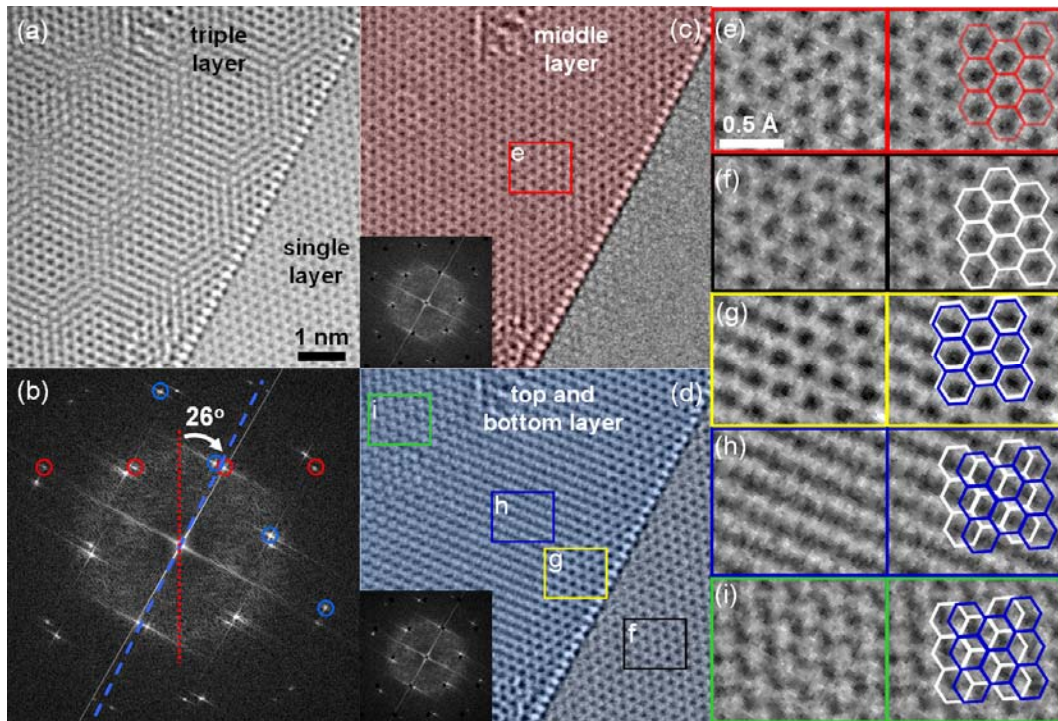 (a)
triple
layer
single
layer
1 nm
(b)
26°
middle
layer
(c)
e
top and
bottom layer
(d)
i
h
g
f
(e)
0.5 Å
(f)
(g)
(h)
(i)